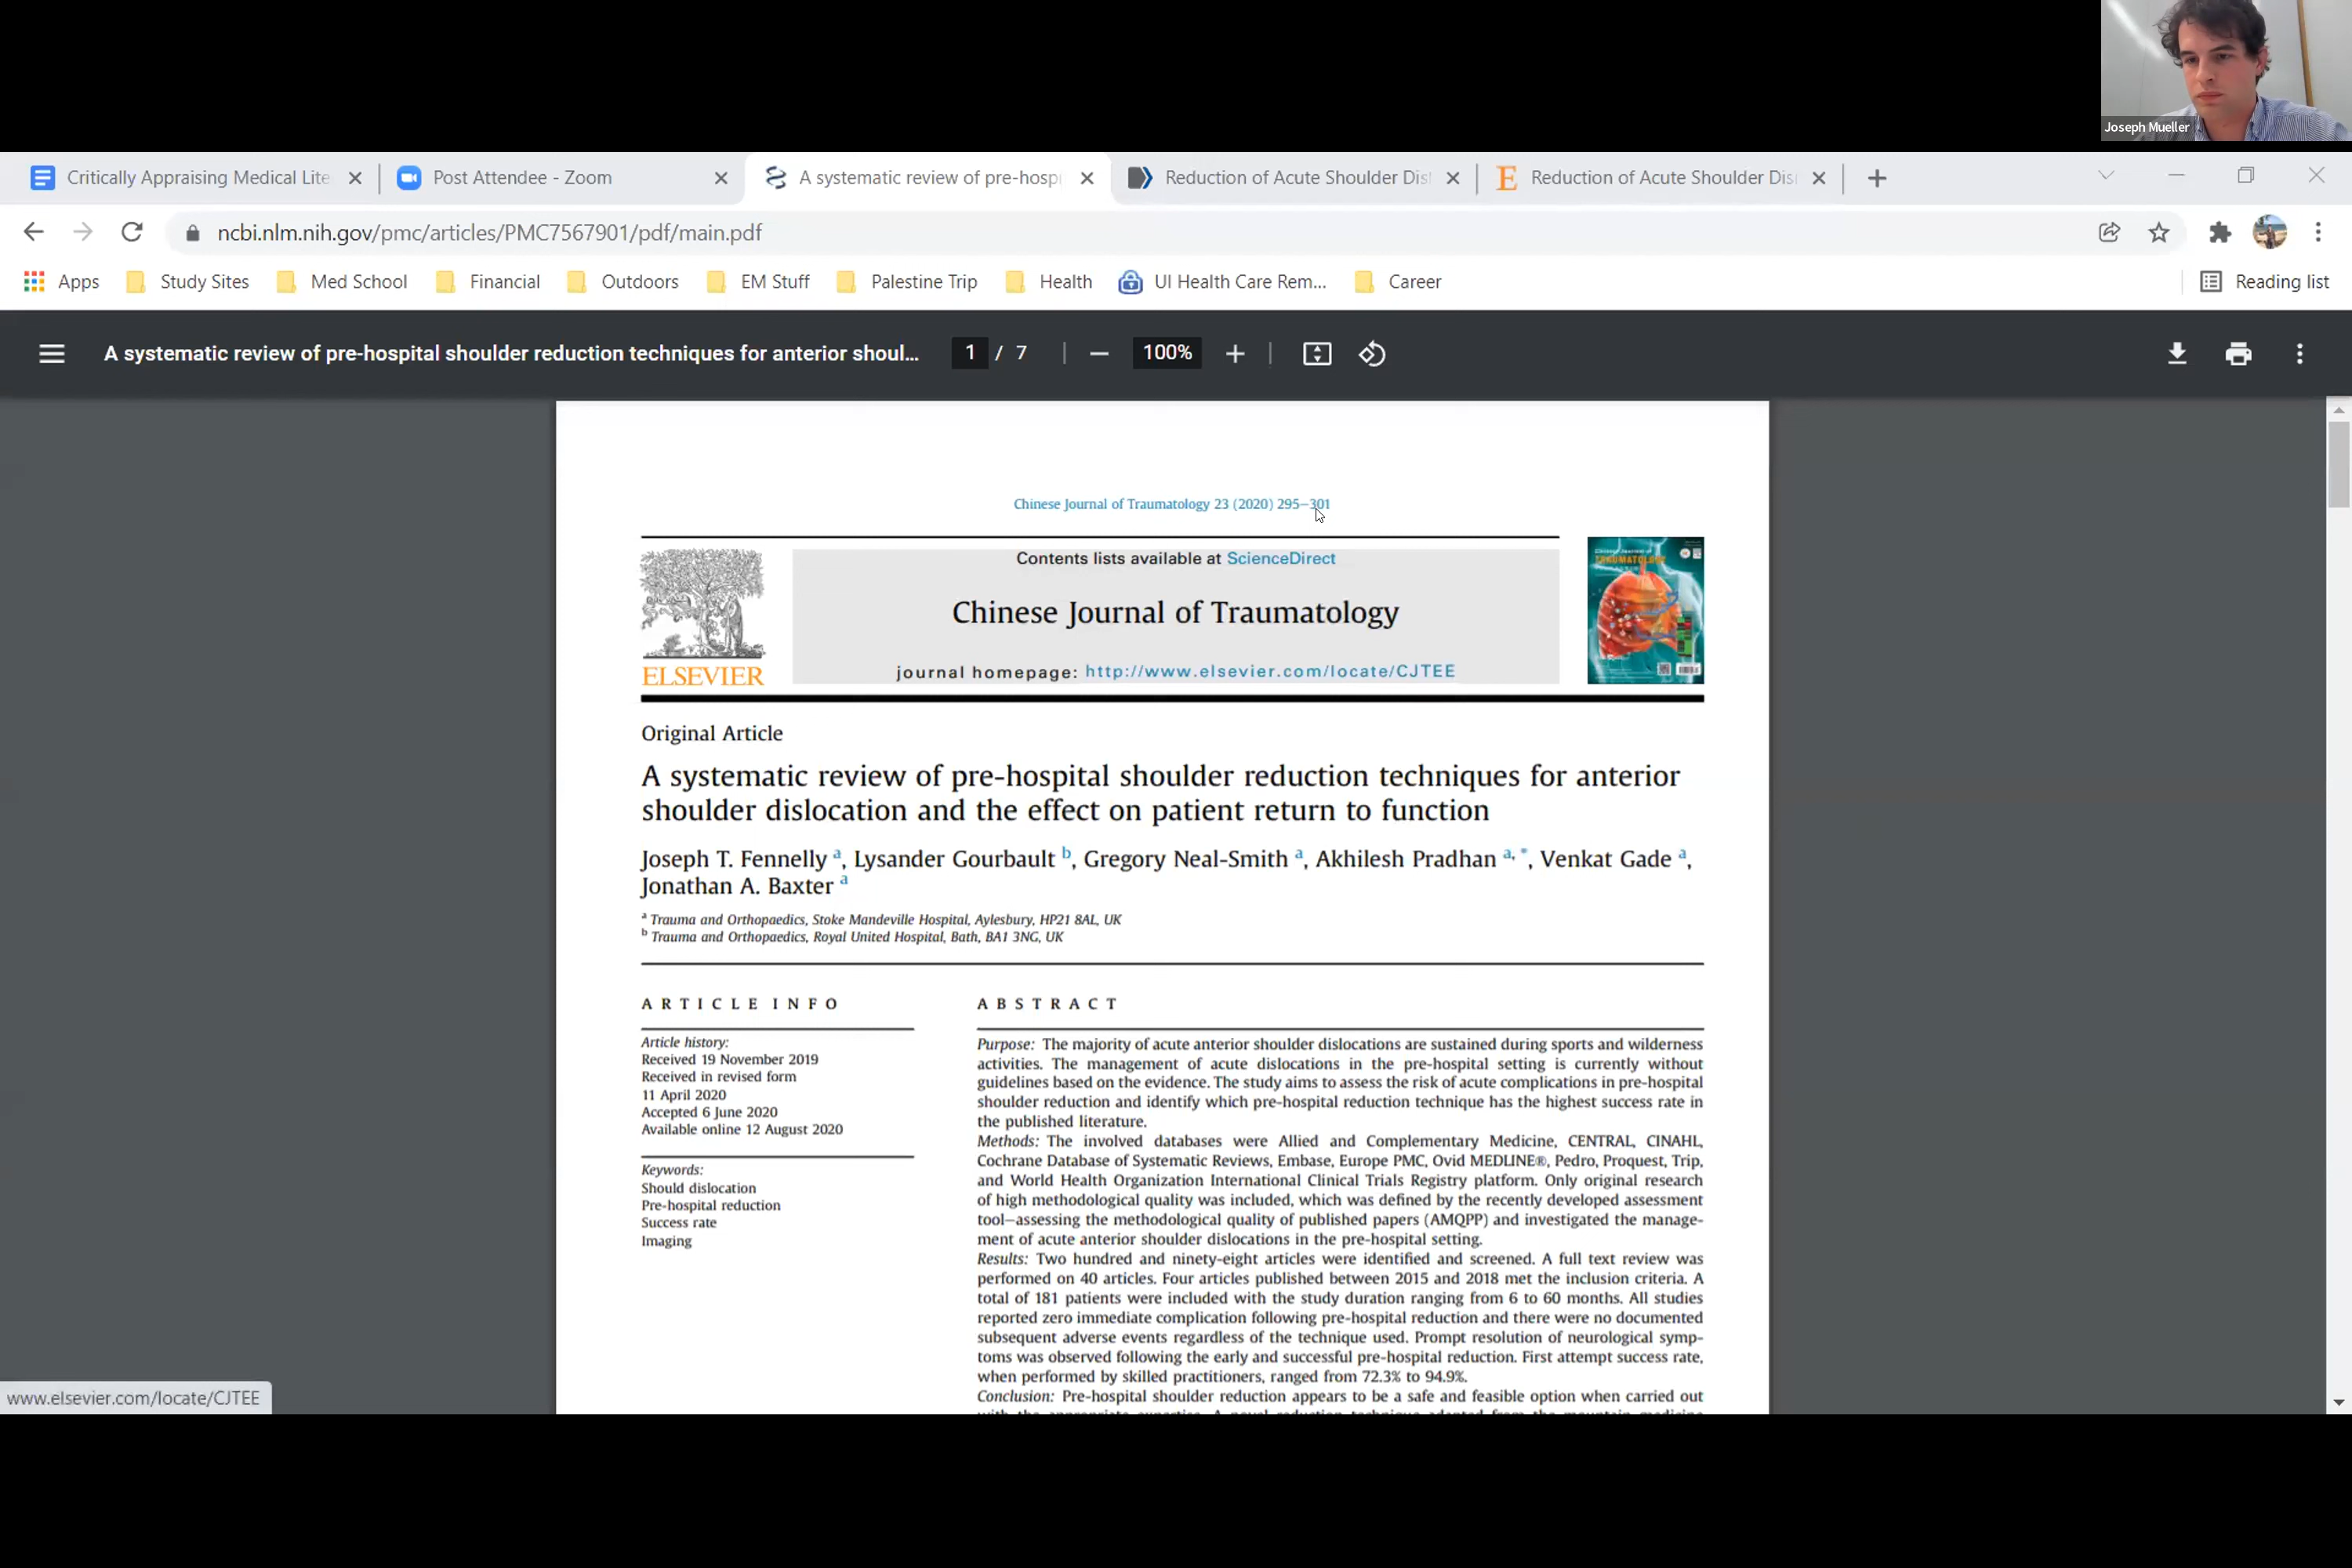 Joseph Mueller
Critically Appraising Medical Lite
Post Attendee - Zoom
A systematic review of pre-hosp
Reduction of Acute Shoulder Dis
Reduction of Acute Shoulder Dis
ncbi.nlm.nih.gov/pmc/articles/PMC7567901/pdf/main.pdf
Apps Study Sites Med School Financial Outdoors EM Stuff Palestine Trip Health UI Health Care Rem... Career Reading list
A systematic review of pre-hospital shoulder reduction techniques for anterior shoul... 1 / 7 100%
Chinese Journal of Traumatology 23 (2020) 295–301
Contents lists available at ScienceDirect
Chinese Journal of Traumatology
journal homepage: http://www.elsevier.com/locate/CJTEE
ELSEVIER
TRAUMATOLOGY
Original Article
A systematic review of pre-hospital shoulder reduction techniques for anterior
shoulder dislocation and the effect on patient return to function
Joseph T. Fennelly a, Lysander Gourbault b, Gregory Neal-Smith a, Akhilesh Pradhan a, *, Venkat Gade a,
Jonathan A. Baxter a
a Trauma and Orthopaedics, Stoke Mandeville Hospital, Aylesbury, HP21 8AL, UK
b Trauma and Orthopaedics, Royal United Hospital, Bath, BA1 3NG, UK
ARTICLE INFO
Article history:
Received 19 November 2019
Received in revised form
11 April 2020
Accepted 6 June 2020
Available online 12 August 2020
Keywords:
Should dislocation
Pre-hospital reduction
Success rate
Imaging
ABSTRACT
Purpose: The majority of acute anterior shoulder dislocations are sustained during sports and wilderness
activities. The management of acute dislocations in the pre-hospital setting is currently without
guidelines based on the evidence. The study aims to assess the risk of acute complications in pre-hospital
shoulder reduction and identify which pre-hospital reduction technique has the highest success rate in
the published literature.
Methods: The involved databases were Allied and Complementary Medicine, CENTRAL, CINAHL,
Cochrane Database of Systematic Reviews, Embase, Europe PMC, Ovid MEDLINE®, Pedro, Proquest, Trip,
and World Health Organization International Clinical Trials Registry platform. Only original research
of high methodological quality was included, which was defined by the recently developed assessment
tool—assessing the methodological quality of published papers (AMQPP) and investigated the manage-
ment of acute anterior shoulder dislocations in the pre-hospital setting.
Results: Two hundred and ninety-eight articles were identified and screened. A full text review was
performed on 40 articles. Four articles published between 2015 and 2018 met the inclusion criteria. A
total of 181 patients were included with the study duration ranging from 6 to 60 months. All studies
reported zero immediate complication following pre-hospital reduction and there were no documented
subsequent adverse events regardless of the technique used. Prompt resolution of neurological symp-
toms was observed following the early and successful pre-hospital reduction. First attempt success rate,
when performed by skilled practitioners, ranged from 72.3% to 94.9%.
Conclusion: Pre-hospital shoulder reduction appears to be a safe and feasible option when carried out
www.elsevier.com/locate/CJTEE